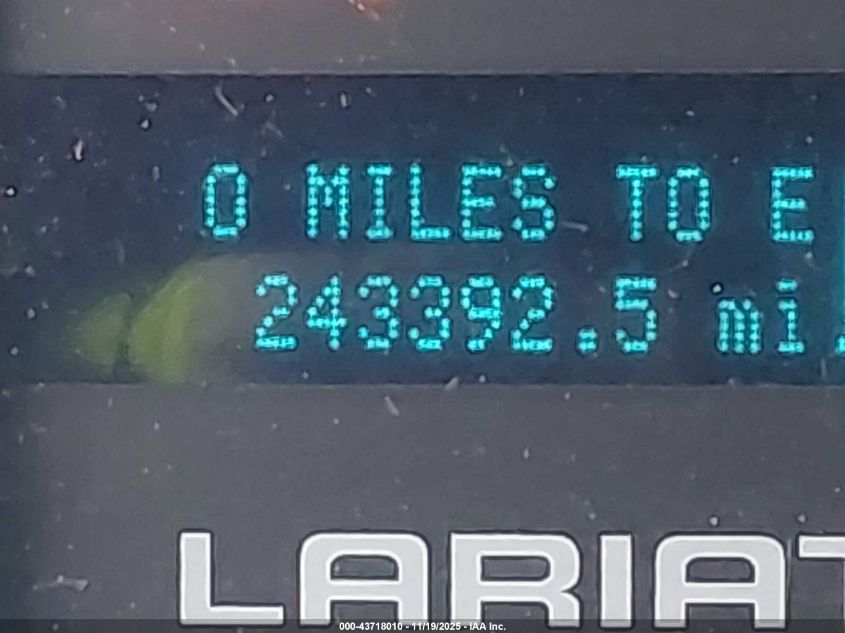 0 MILES TO E
243392.5 mi
LARIAT
000-43718010 - 11/19/2025 - IAA Inc.